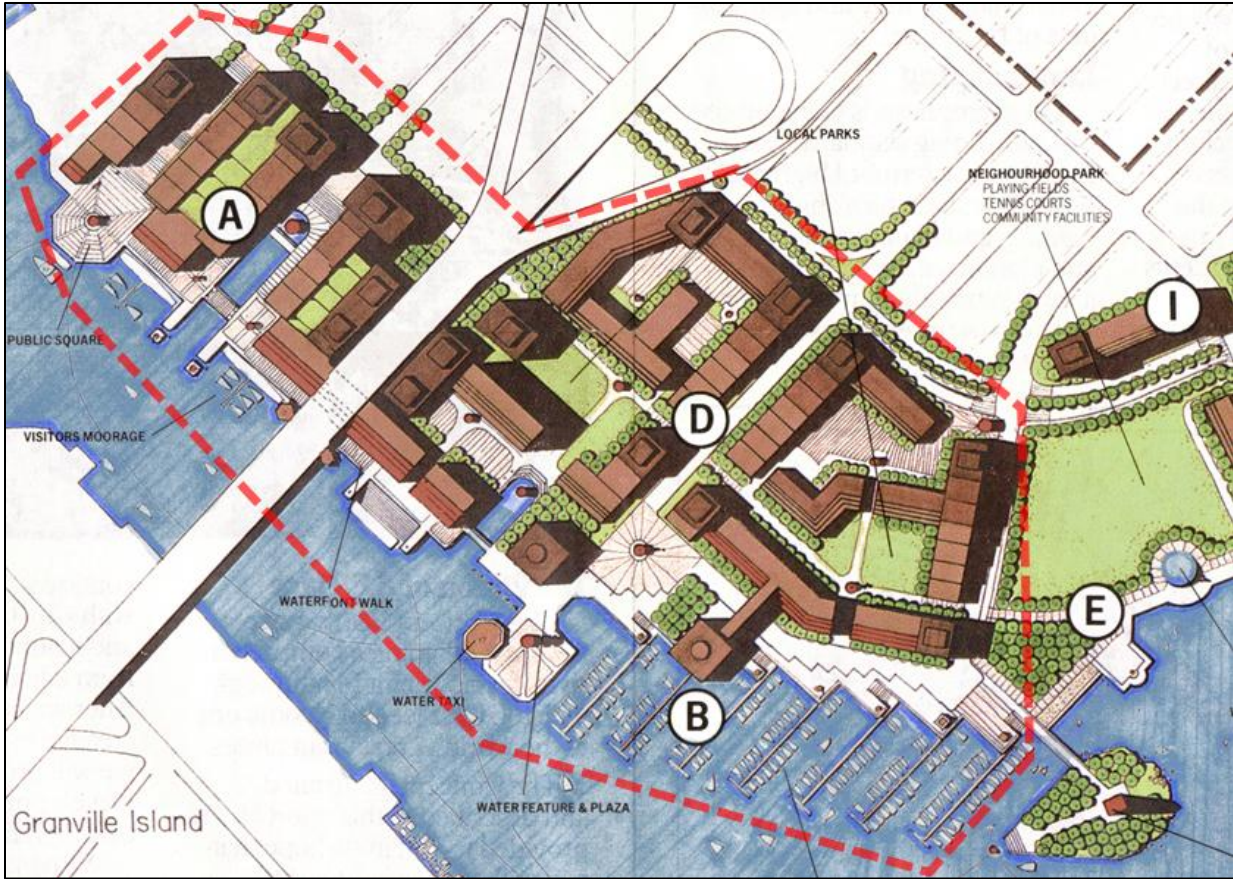 LOCAL PARKS
NEIGHOURHOOD PARK
PLAYING FIELDS
TENNIS COURTS
COMMUNITY FACILITIES
A
I
PUBLIC SQUARE
D
VISITORS MOORAGE
WATERFONT WALK
E
WATER TAXI
B
WATER FEATURE & PLAZA
Granville Island